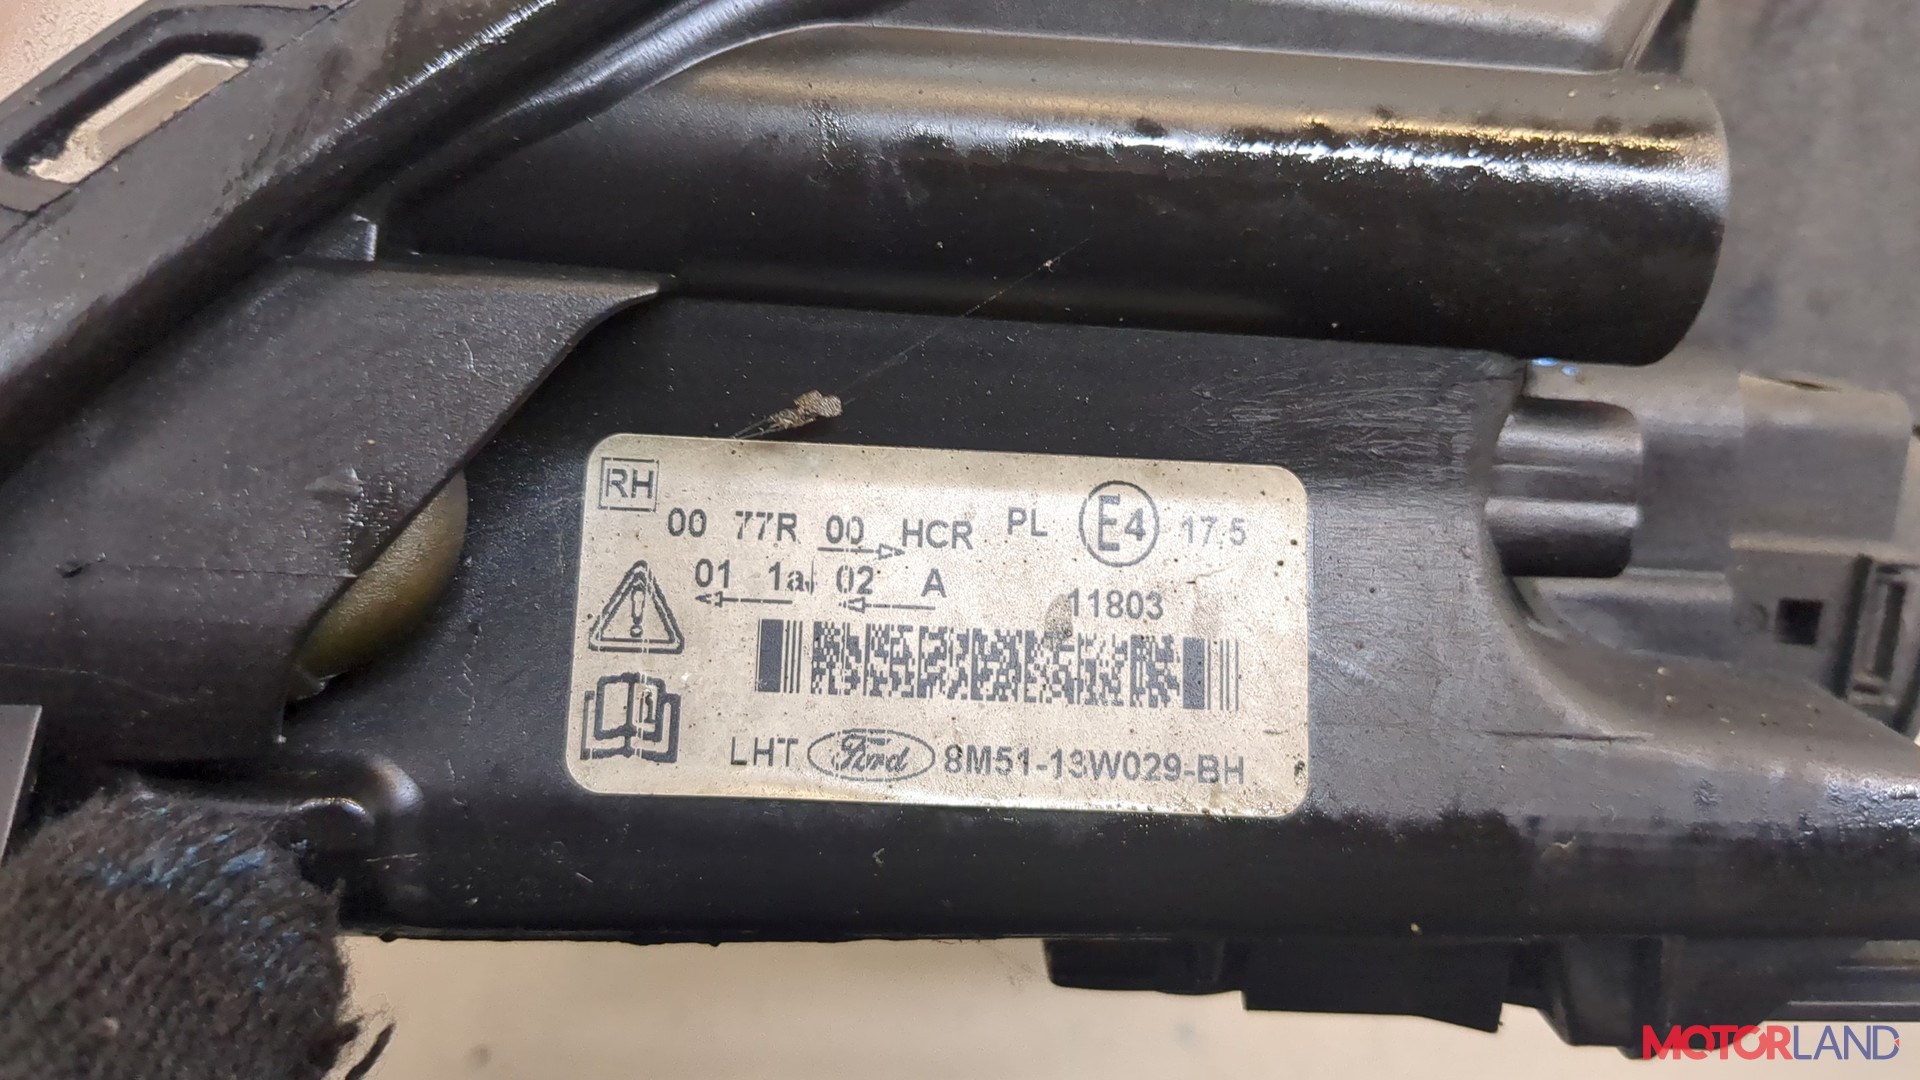 RH
00 77R 00 HCR PL E4 17.5
01 1a 02 A 11803
LHT Ford 8M51-13W029-BH
MOTORLAND